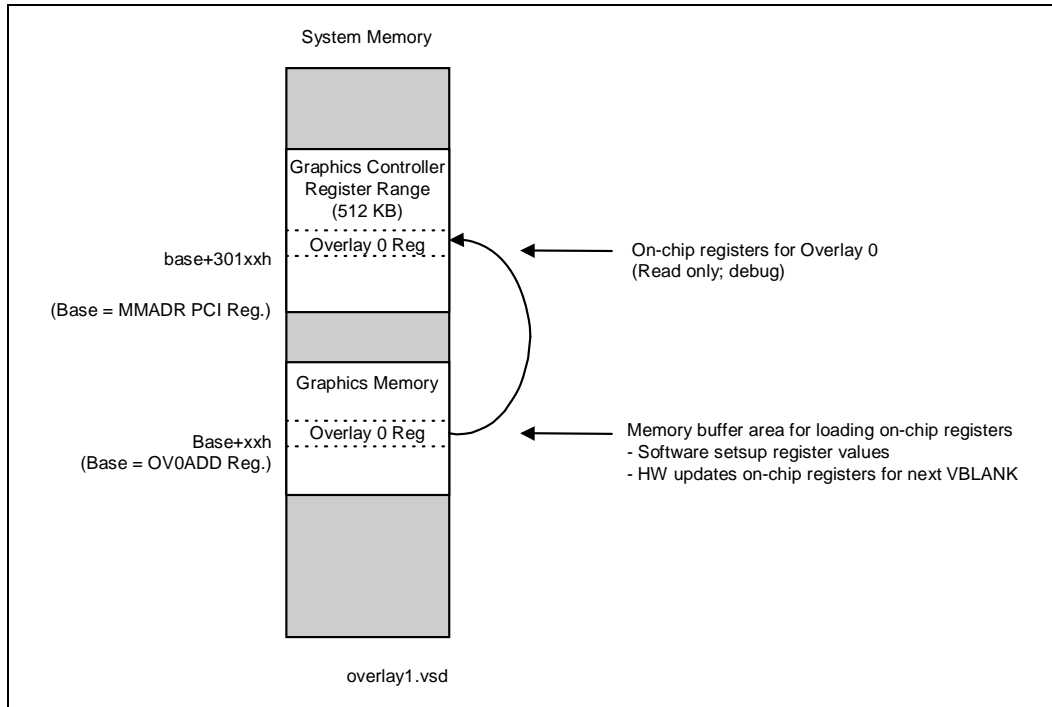 System Memory
Graphics Controller
Register Range
(512 KB)
Overlay 0 Reg
base+301xxh
(Base = MMADR PCI Reg.)
On-chip registers for Overlay 0
(Read only; debug)
Graphics Memory
Overlay 0 Reg
Base+xxh
(Base = OV0ADD Reg.)
Memory buffer area for loading on-chip registers
- Software setsup register values
- HW updates on-chip registers for next VBLANK
overlay1.vsd